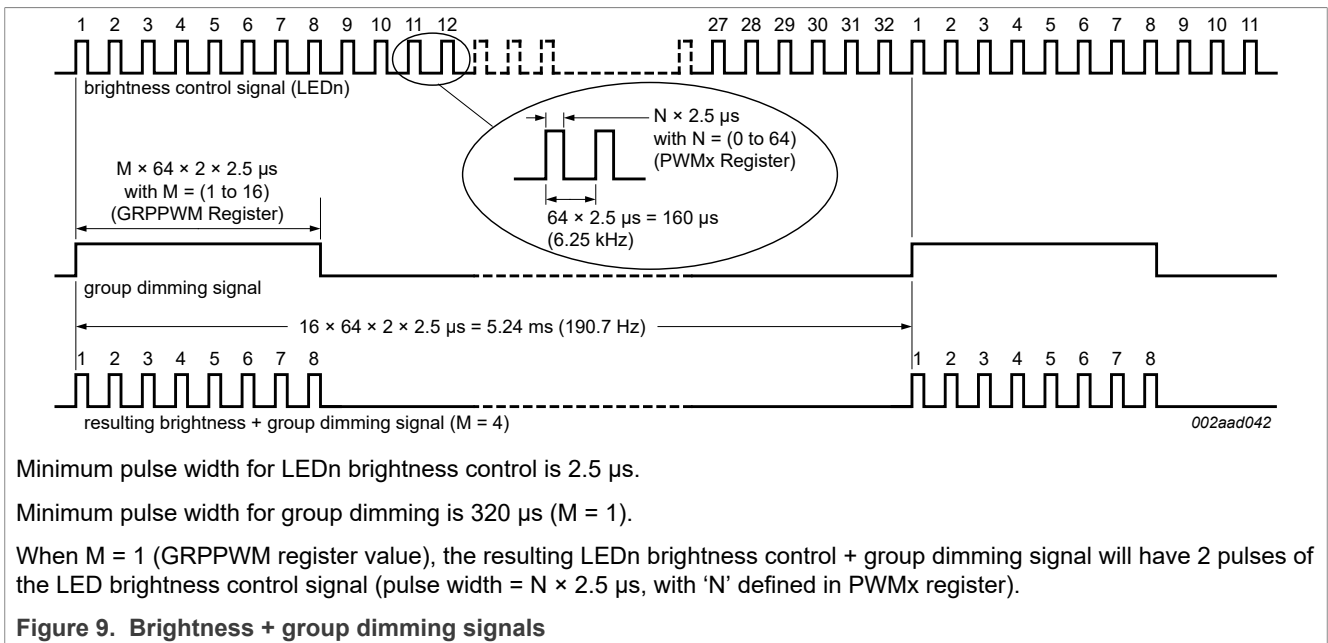 1 2 3 4 5 6 7 8 9 10 11 12 27 28 29 30 31 32 1 2 3 4 5 6 7 8 9 10 11
brightness control signal (LEDn)
N × 2.5 μs
with N = (0 to 64)
(PWMx Register)
M × 64 × 2 × 2.5 μs
with M = (1 to 16)
(GRPPWM Register)
64 × 2.5 μs = 160 μs
(6.25 kHz)
group dimming signal
16 × 64 × 2 × 2.5 μs = 5.24 ms (190.7 Hz)
1 2 3 4 5 6 7 8 1 2 3 4 5 6 7 8
resulting brightness + group dimming signal (M = 4)
002aad042
Minimum pulse width for LEDn brightness control is 2.5 μs.
Minimum pulse width for group dimming is 320 μs (M = 1).
When M = 1 (GRPPWM register value), the resulting LEDn brightness control + group dimming signal will have 2 pulses of
the LED brightness control signal (pulse width = N × 2.5 μs, with ‘N’ defined in PWMx register).
Figure 9. Brightness + group dimming signals